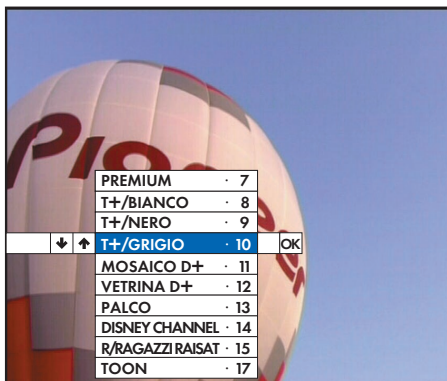 Pioneer
PREMIUM · 7
T+/BIANCO · 8
T+/NERO · 9
T+/GRIGIO · 10 OK
MOSAICO D+ · 11
VETRINA D+ · 12
PALCO · 13
DISNEY CHANNEL · 14
R/RAGAZZI RAISAT · 15
TOON · 17